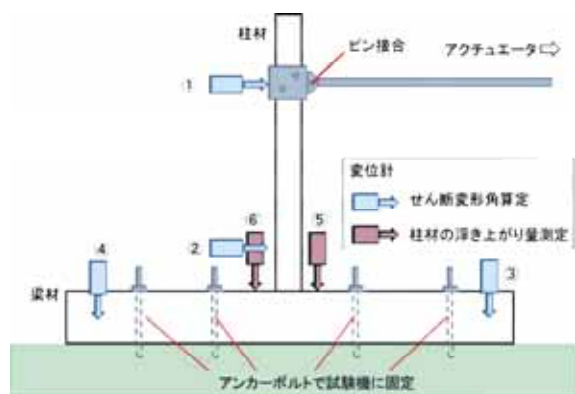 柱材
ピン接合
アクチュエータ⇨
1
変位計
せん断変形角算定
柱材の浮き上がり量測定
⑥
⑤
②
④
③
梁材
アンカーボルトで試験機に固定